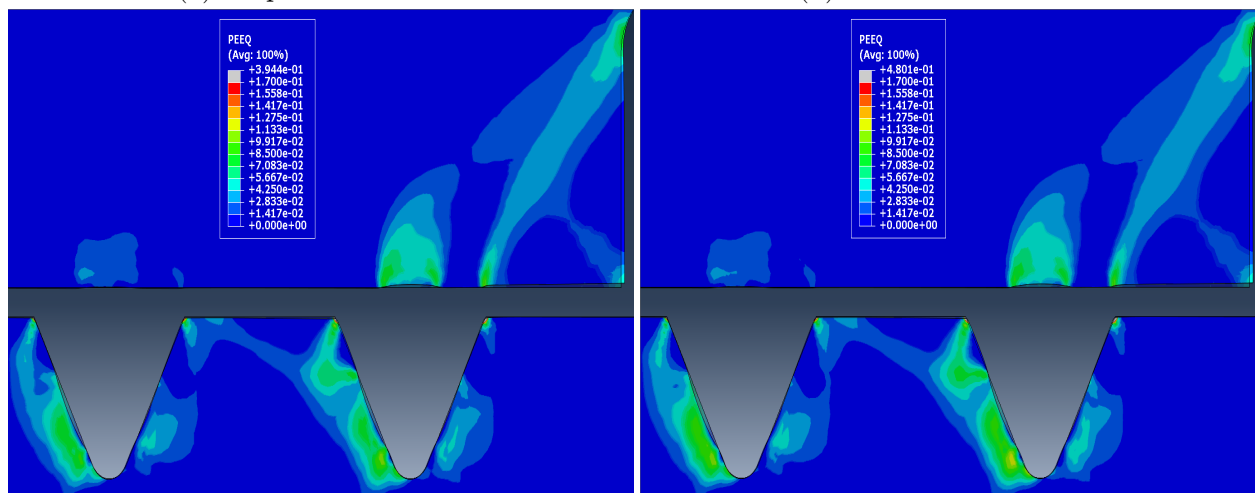 PEEQ
(Avg: 100%)
+3.944e-01
+1.700e-01
+1.558e-01
+1.417e-01
+1.275e-01
+1.133e-01
+9.917e-02
+8.500e-02
+7.083e-02
+5.667e-02
+4.250e-02
+2.833e-02
+1.417e-02
+0.000e+00
PEEQ
(Avg: 100%)
+4.801e-01
+1.700e-01
+1.558e-01
+1.417e-01
+1.275e-01
+1.133e-01
+9.917e-02
+8.500e-02
+7.083e-02
+5.667e-02
+4.250e-02
+2.833e-02
+1.417e-02
+0.000e+00